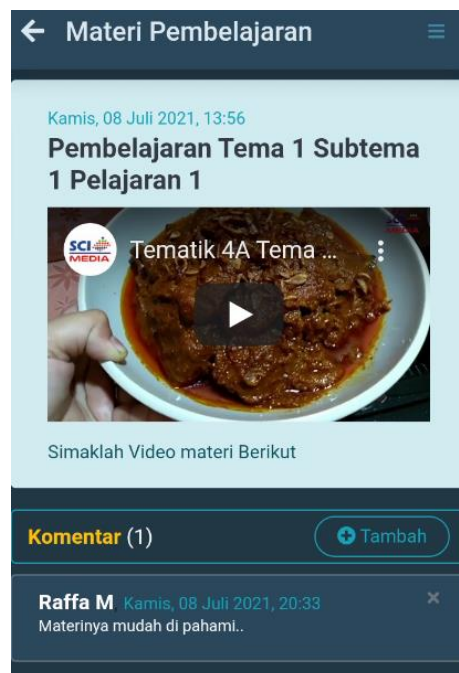 Materi Pembelajaran
Kamis, 08 Juli 2021, 13:56
Pembelajaran Tema 1 Subtema
1 Pelajaran 1
SCI
MEDIA
Tematik 4A Tema ...
Simaklah Video materi Berikut
Komentar (1)
Tambah
Raffa M, Kamis, 08 Juli 2021, 20:33
Materinya mudah di pahami..